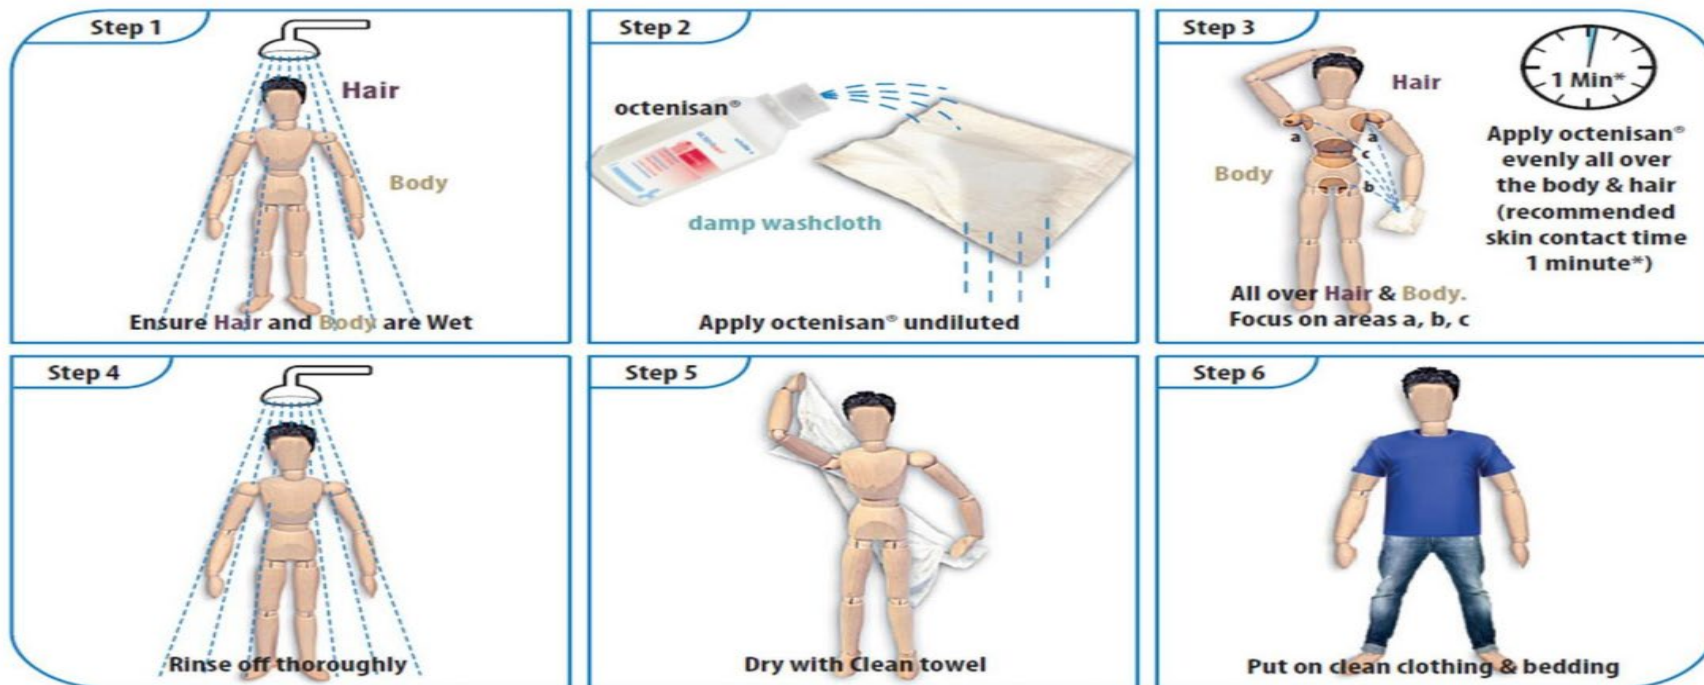 Step 1
Hair
Body
Ensure Hair and Body are Wet
Step 2
octenisan®
damp washcloth
Apply octenisan® undiluted
Step 3
Hair
1 Min*
a
a
c
b
Body
Apply octenisan®
evenly all over
the body & hair
(recommended
skin contact time
1 minute*)
All over Hair & Body.
Focus on areas a, b, c
Step 4
Rinse off thoroughly
Step 5
Dry with Clean towel
Step 6
Put on clean clothing & bedding